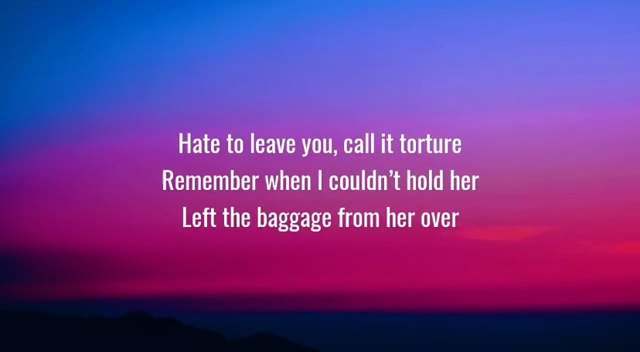 Hate to leave you, call it torture
Remember when I couldn’t hold her
Left the baggage from her over